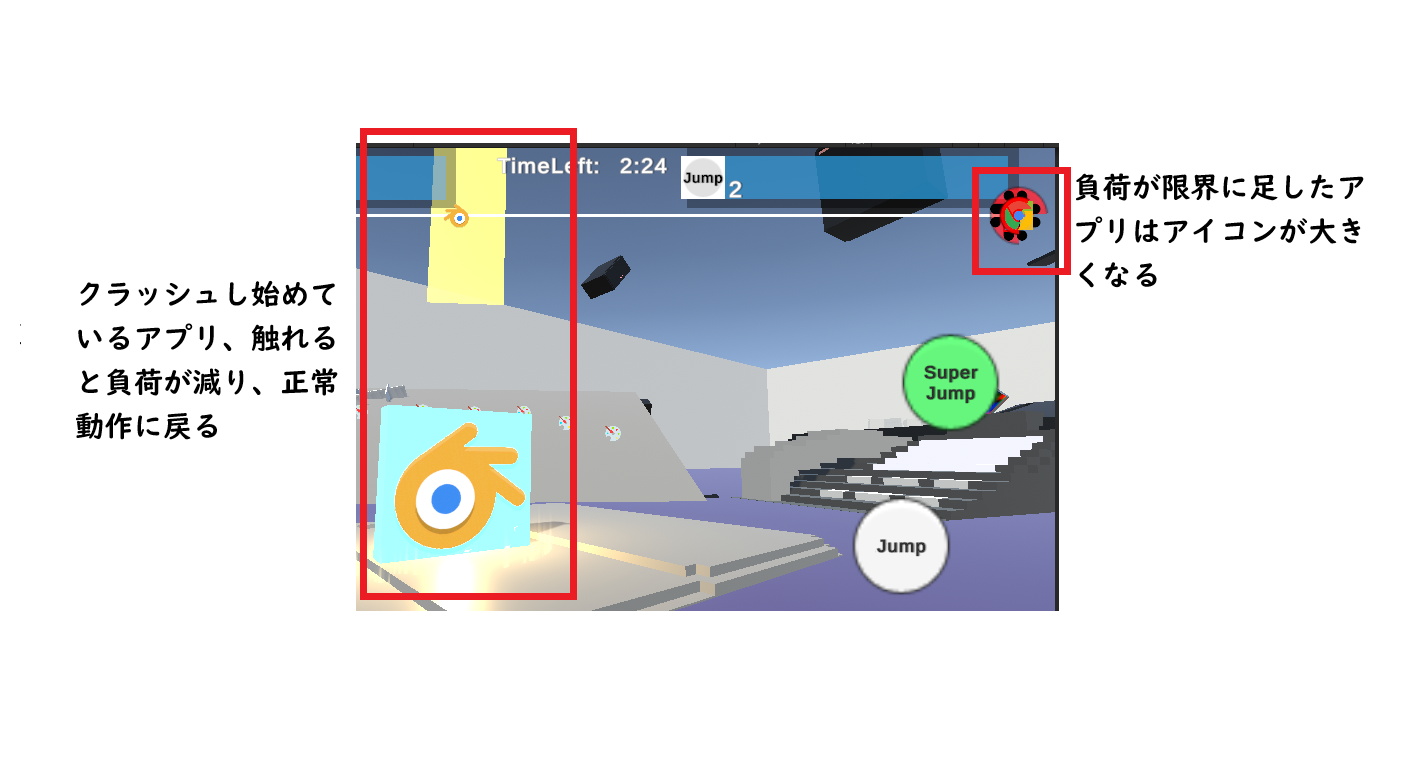 TimeLeft: 2:24
Jump
2
負荷が限界に足したア
プリはアイコンが大き
くなる
クラッシュし始めて
いるアプリ、触れる
と負荷が減り、正常
動作に戻る
Super
Jump
Jump